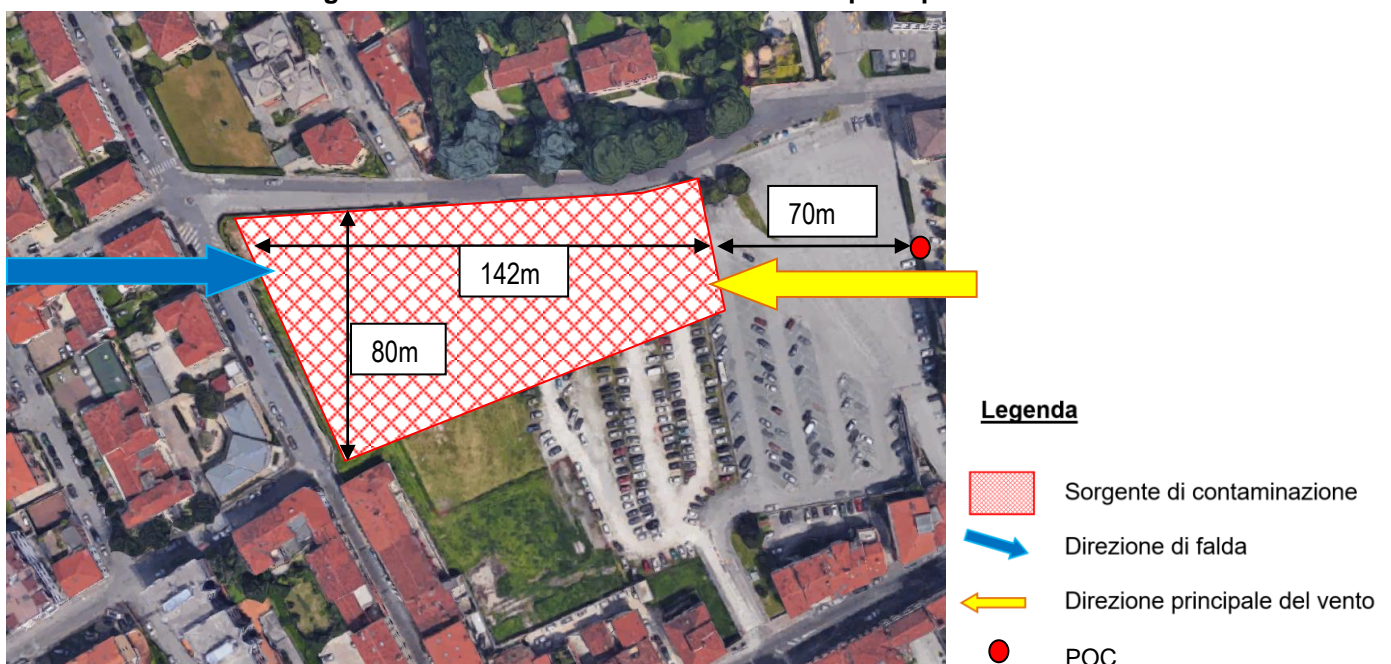 70m
142m
80m
Legenda
Sorgente di contaminazione
Direzione di falda
Direzione principale del vento
POC